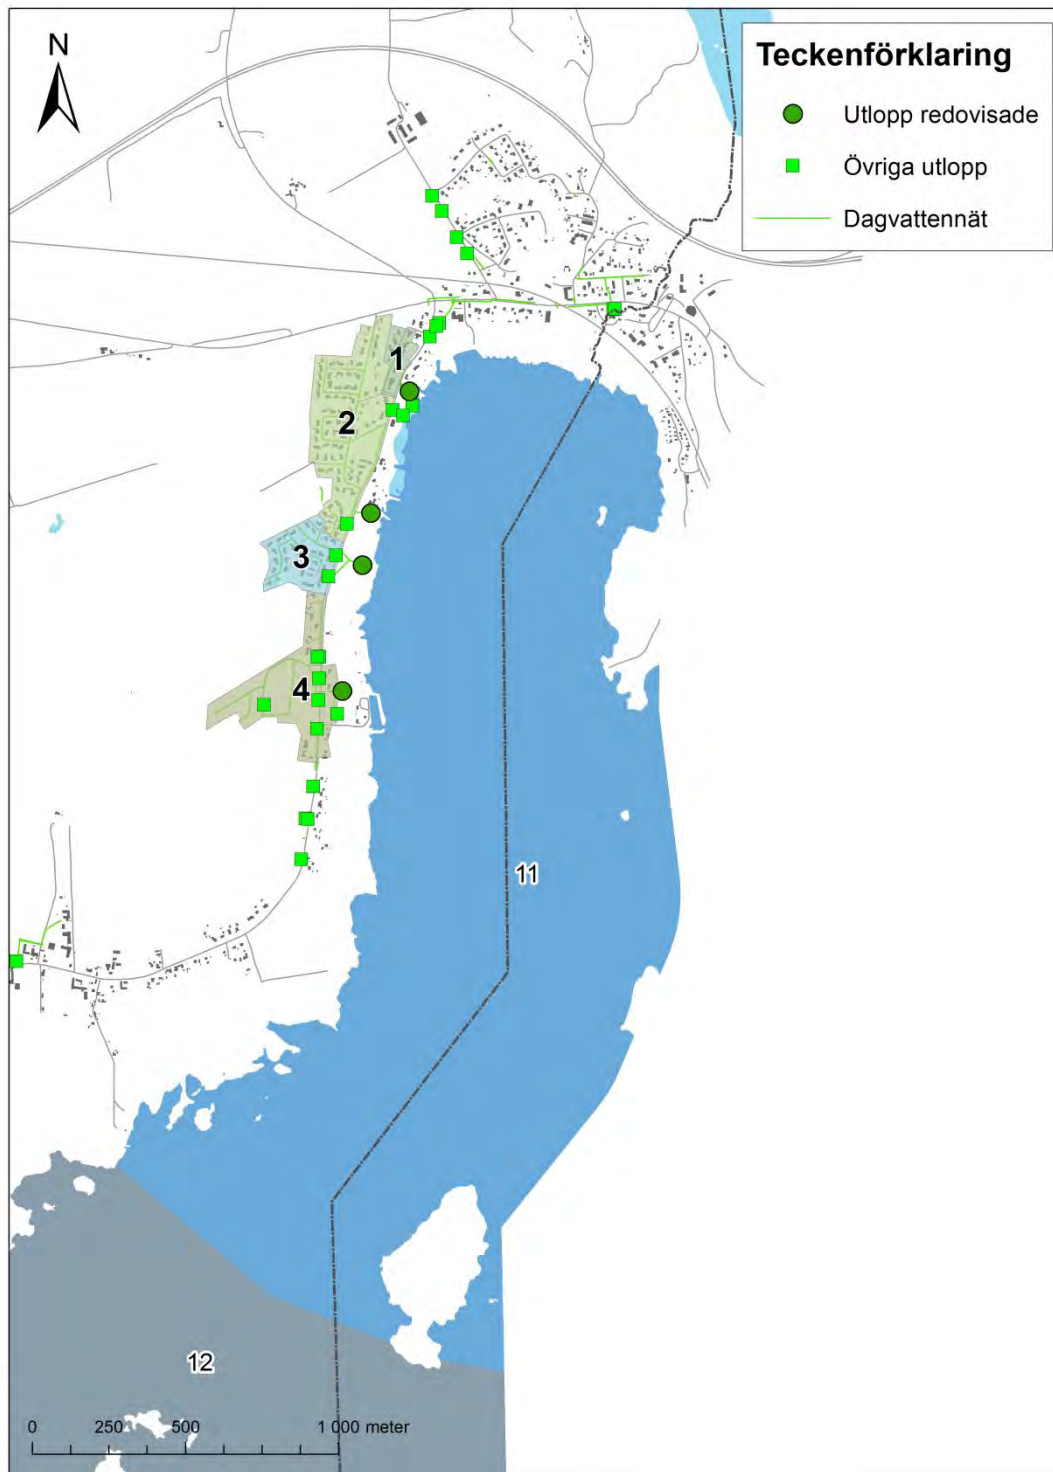 N
Teckenförklaring
Utlopp redovisade
Övriga utlopp
Dagvattennät
1
2
3
4
11
12
0 250 500 1 000 meter